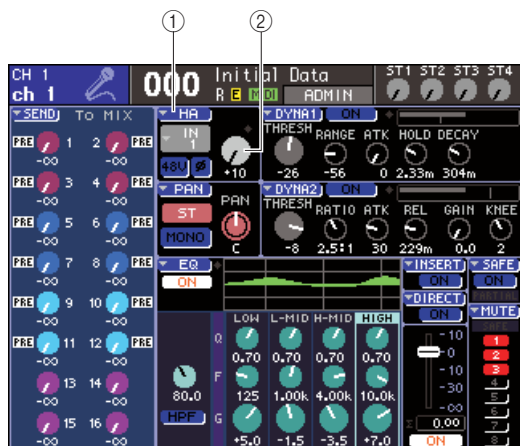 ① ②
CH 1 000 Initial Data ST1 ST2 ST3 ST4
ch 1 R E MIDI ADMIN
SEND To MIX HA DYNA1 ON
THRESH RANGE ATK HOLD DECAY
PRE 1 2 PRE IN 1
-∞ -∞ 48V Ø +10 -26 -56 0 2.33m 304m
PRE 3 4 PRE PAN DYNA2 ON
-∞ -∞ PAN THRESH RATIO ATK REL GAIN KNEE
PRE 5 6 PRE ST
-∞ -∞ MONO C -8 2.5:1 30 229m 0.0 2
PRE 7 8 PRE EQ INSERT SAFE
-∞ -∞ ON ON ON
PARTIAL
PRE 9 10 PRE DIRECT MUTE
-∞ -∞ LOW L-MID H-MID HIGH ON SAFE
PRE 11 12 PRE Q 10 1
-∞ -∞ 0.70 0.70 0.70 0.70 -0 2
F -10 3
13 14 80.0 125 1.00k 4.00k 10.0k -30 4
-∞ -∞ HPF G -∞ 5
15 16 Σ 0.00 6
7
-∞ -∞ +5.0 -1.5 -3.5 +7.0 ON 8